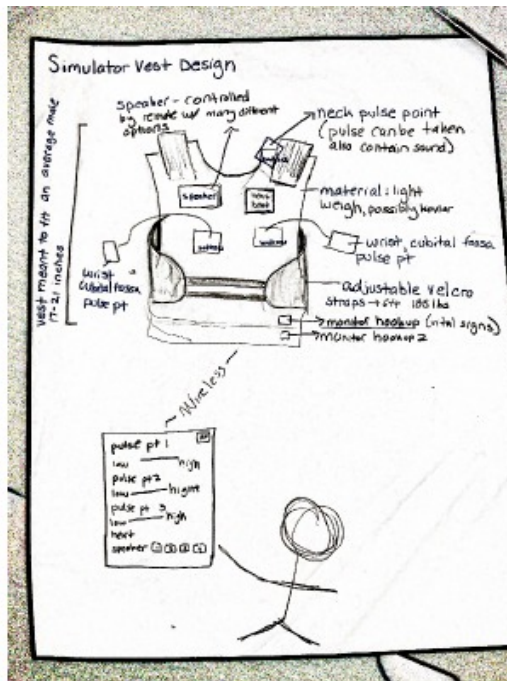 Simulator Vest Design
speaker - controlled
by remote w/ many different
options
neck pulse point
(pulse can be taken
also contain sound)
material: light
weigh, possibly kevlar
speaker
wrist, cubital fossa
pulse pt
wrist
cubital fossa
pulse pt
adjustable velcro
straps → 6ft 185 lbs
monitor hookup (vital signs)
monitor hookup 2
vest meant to fit an average male
17-21 inches
Wireless
pulse pt 1
low high
pulse pt 2
low hight
pulse pt 3
low high
heart
speaker